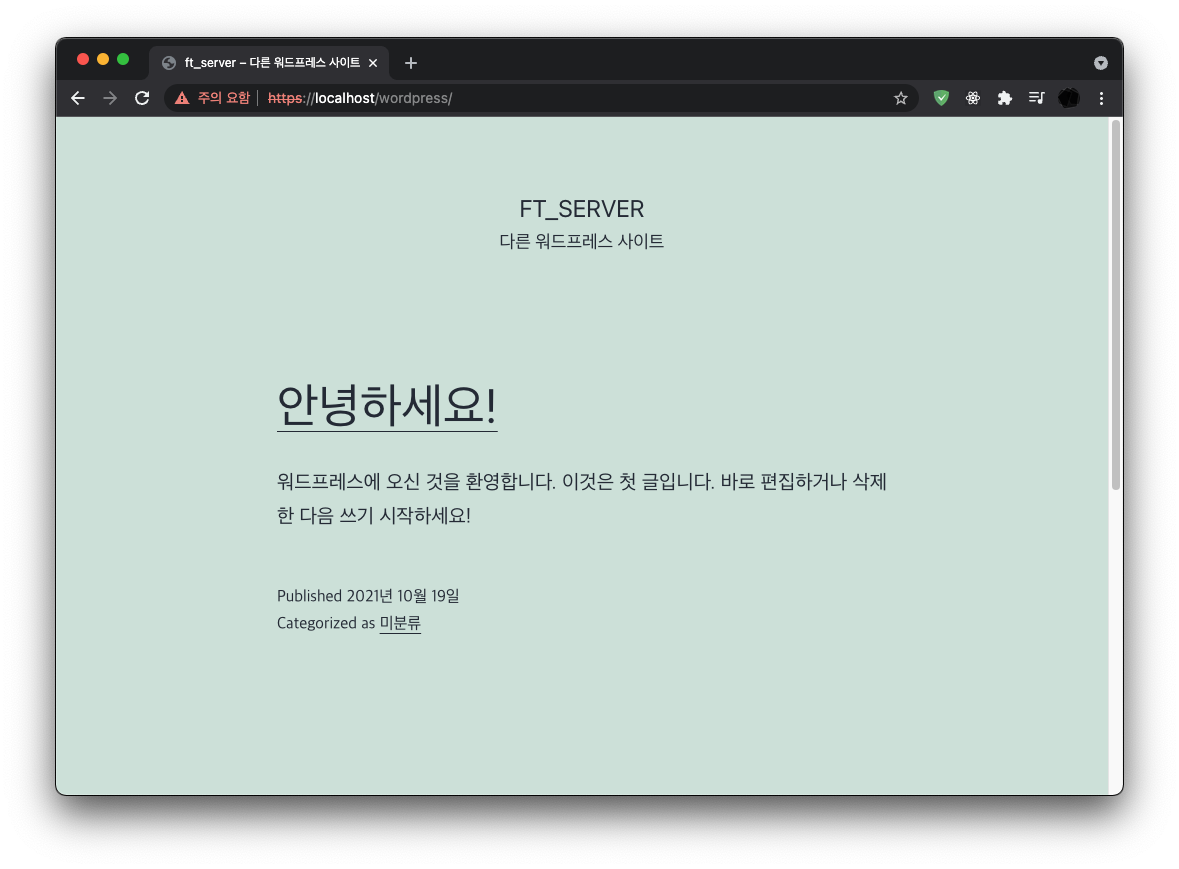 ft_server – 다른 워드프레스 사이트
주의 요함 https://localhost/wordpress/
FT_SERVER
다른 워드프레스 사이트
안녕하세요!
워드프레스에 오신 것을 환영합니다. 이것은 첫 글입니다. 바로 편집하거나 삭제
한 다음 쓰기 시작하세요!
Published 2021년 10월 19일
Categorized as 미분류